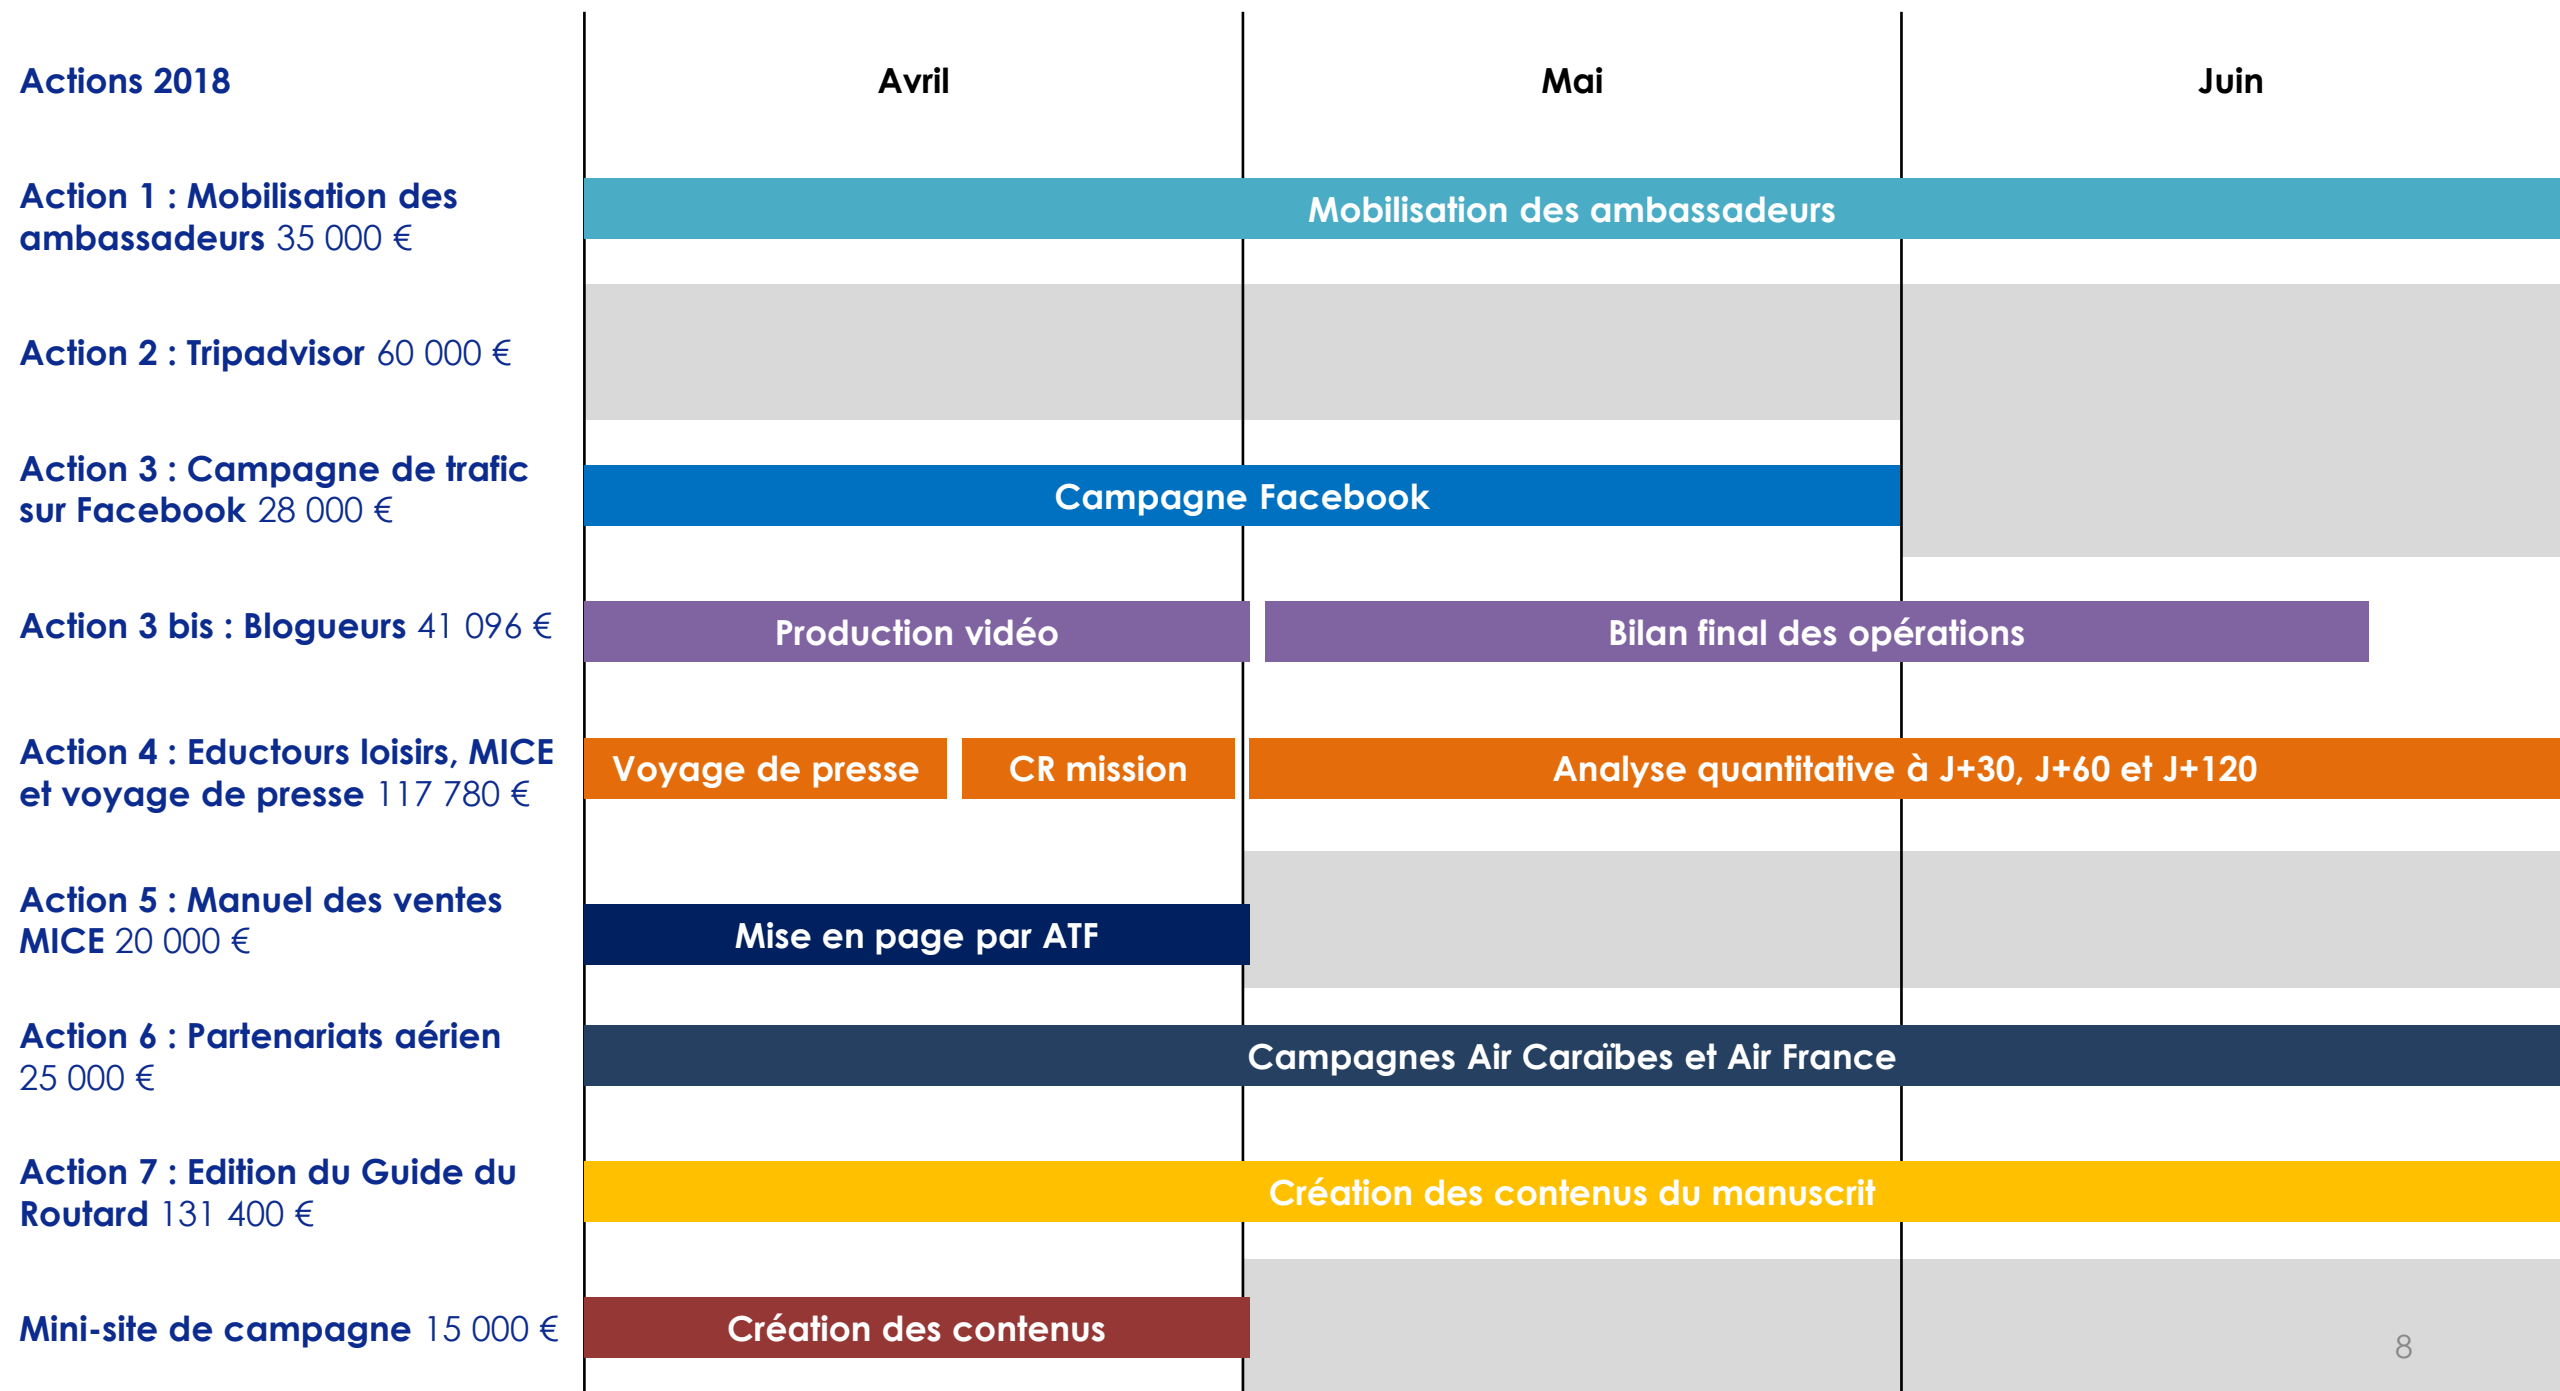 Actions 2018
Avril
Mai
Juin
Action 1 : Mobilisation des
ambassadeurs 35 000 €
Mobilisation des ambassadeurs
Action 2 : Tripadvisor 60 000 €
Action 3 : Campagne de trafic
sur Facebook 28 000 €
Campagne Facebook
Action 3 bis : Blogueurs 41 096 €
Production vidéo
Bilan final des opérations
Action 4 : Eductours loisirs, MICE
et voyage de presse 117 780 €
Voyage de presse
CR mission
Analyse quantitative à J+30, J+60 et J+120
Action 5 : Manuel des ventes
MICE 20 000 €
Mise en page par ATF
Action 6 : Partenariats aérien
25 000 €
Campagnes Air Caraïbes et Air France
Action 7 : Edition du Guide du
Routard 131 400 €
Création des contenus du manuscrit
Mini-site de campagne 15 000 €
Création des contenus
8